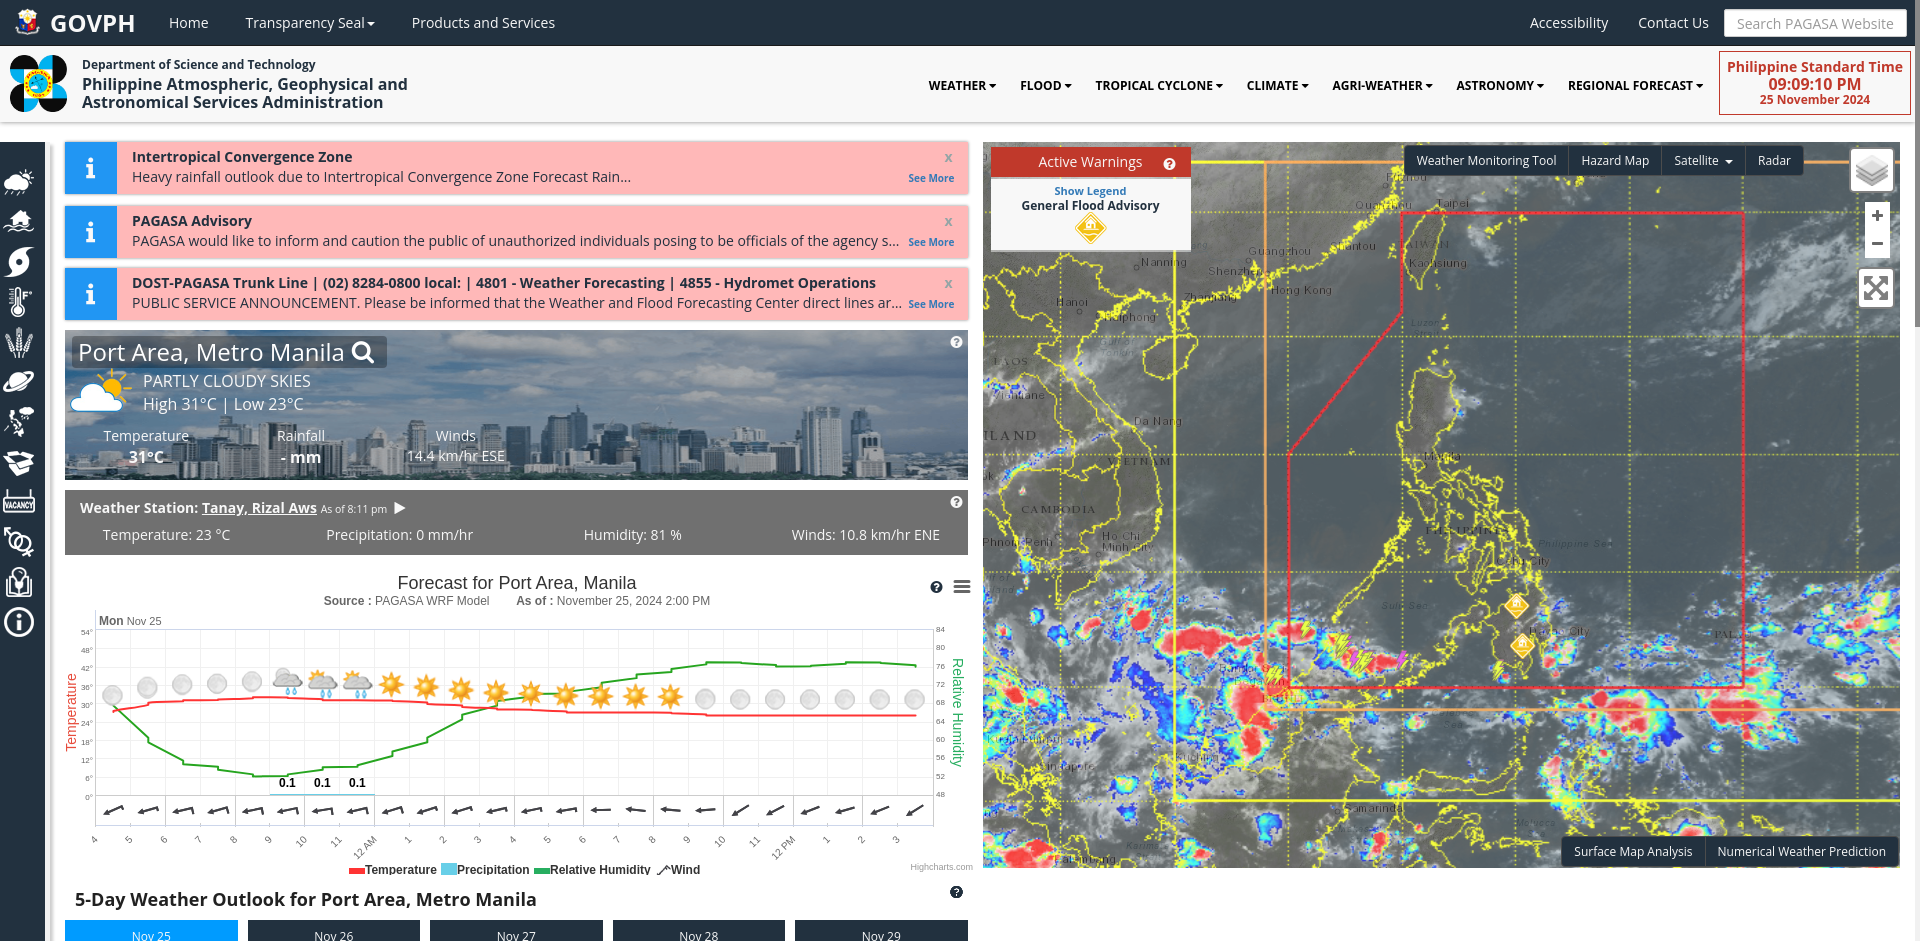 GOVPH
Home
Transparency Seal
Products and Services
Accessibility
Contact Us
Search PAGASA Website
Department of Science and Technology
Philippine Atmospheric, Geophysical and
Astronomical Services Administration
WEATHER
FLOOD
TROPICAL CYCLONE
CLIMATE
AGRI-WEATHER
ASTRONOMY
REGIONAL FORECAST
Philippine Standard Time
09:09:10 PM
25 November 2024
Intertropical Convergence Zone
x
Heavy rainfall outlook due to Intertropical Convergence Zone Forecast Rain...
See More
PAGASA Advisory
x
PAGASA would like to inform and caution the public of unauthorized individuals posing to be officials of the agency s...
See More
DOST-PAGASA Trunk Line | (02) 8284-0800 local: | 4801 - Weather Forecasting | 4855 - Hydromet Operations
x
PUBLIC SERVICE ANNOUNCEMENT. Please be informed that the Weather and Flood Forecasting Center direct lines ar...
See More
Port Area, Metro Manila
PARTLY CLOUDY SKIES
High 31°C | Low 23°C
Temperature
Rainfall
Winds
31°C
- mm
14.4 km/hr ESE
Weather Station: Tanay, Rizal Aws As of 8:11 pm
Temperature: 23 °C
Precipitation: 0 mm/hr
Humidity: 81 %
Winds: 10.8 km/hr ENE
VACANCY
Forecast for Port Area, Manila
Source : PAGASA WRF Model As of : November 25, 2024 2:00 PM
Mon Nov 25
Temperature
54°
48°
42°
36°
30°
24°
18°
12°
6°
0°
84
80
76
72
68
64
60
56
52
48
Relative Humidity
0.1
0.1
0.1
4
5
6
7
8
9
10
11
12 AM
1
2
3
4
5
6
7
8
9
10
11
12 PM
1
2
3
Temperature
Precipitation
Relative Humidity
Wind
Highcharts.com
5-Day Weather Outlook for Port Area, Metro Manila
Nov 25
Nov 26
Nov 27
Nov 28
Nov 29
Active Warnings
Show Legend
General Flood Advisory
Weather Monitoring Tool
Hazard Map
Satellite
Radar
+
−
Taipei
Guangzhou
Shantou
TAIWAN
Kaohsiung
Nanning
Shenzhen
Hong Kong
Zhanjiang
Hanoi
Haiphong
LAOS
Vientiane
Da Nang
VIETNAM
Manila
CAMBODIA
Phnom Penh
Ho Chi
Minh City
PHILIPPINES
Philippine Sea
Sulu Sea
Davao City
Kuching
Singapore
Samarinda
Surface Map Analysis
Numerical Weather Prediction